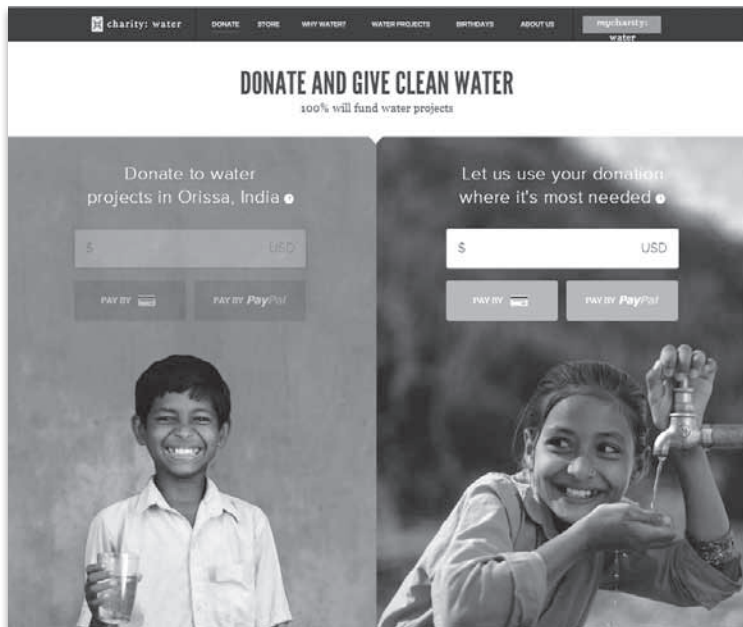 charity: water
DONATE
STORE
WHY WATER?
WATER PROJECTS
BIRTHDAYS
ABOUT US
mycharity:
water
DONATE AND GIVE CLEAN WATER
100% will fund water projects
Donate to water
projects in Orissa, India
$ USD
PAY BY
PAY BY PayPal
Let us use your donation
where it's most needed
$ USD
PAY BY
PAY BY PayPal